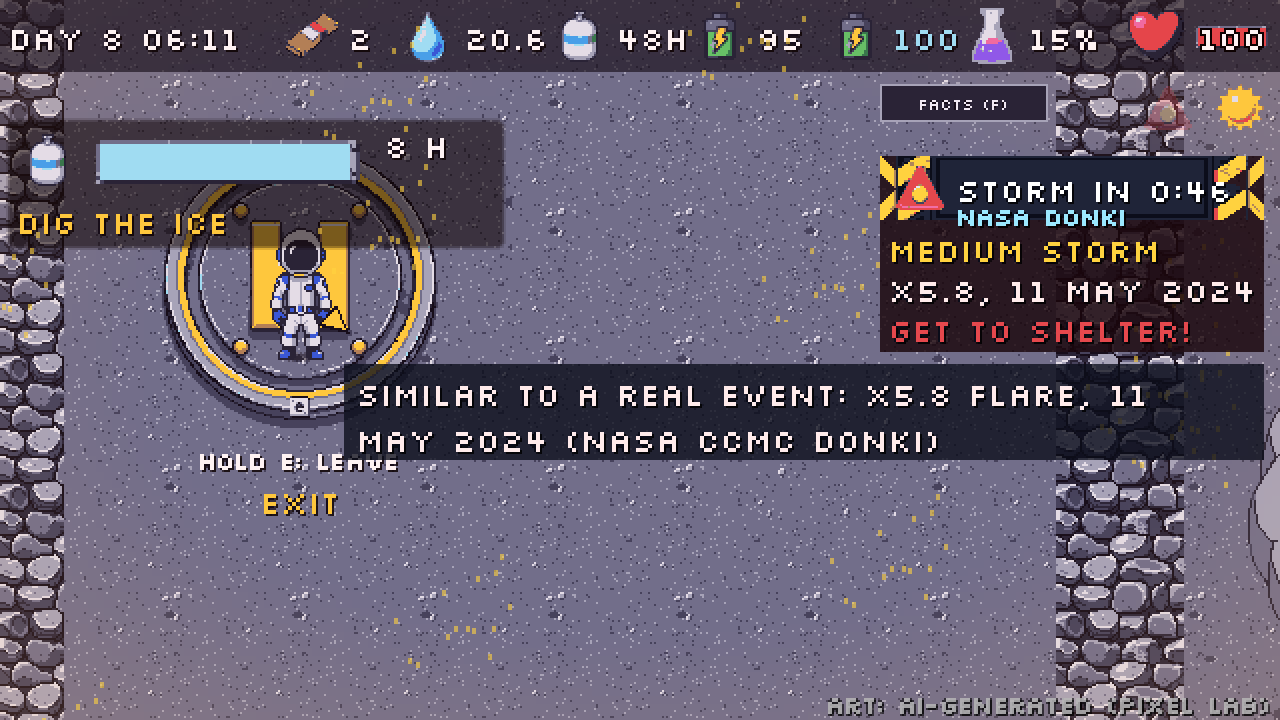 DAY 8 06:11 2 20.6 48H 95 100 15% 100
FACTS (F)
8 H
DIG THE ICE
STORM IN 0:46
NASA DONKI
MEDIUM STORM
X5.8, 11 MAY 2024
GET TO SHELTER!
SIMILAR TO A REAL EVENT: X5.8 FLARE, 11
MAY 2024 (NASA CCMC DONKI)
e
HOLD E: LEAVE
EXIT
ART: AI-GENERATED (PIXEL LAB)